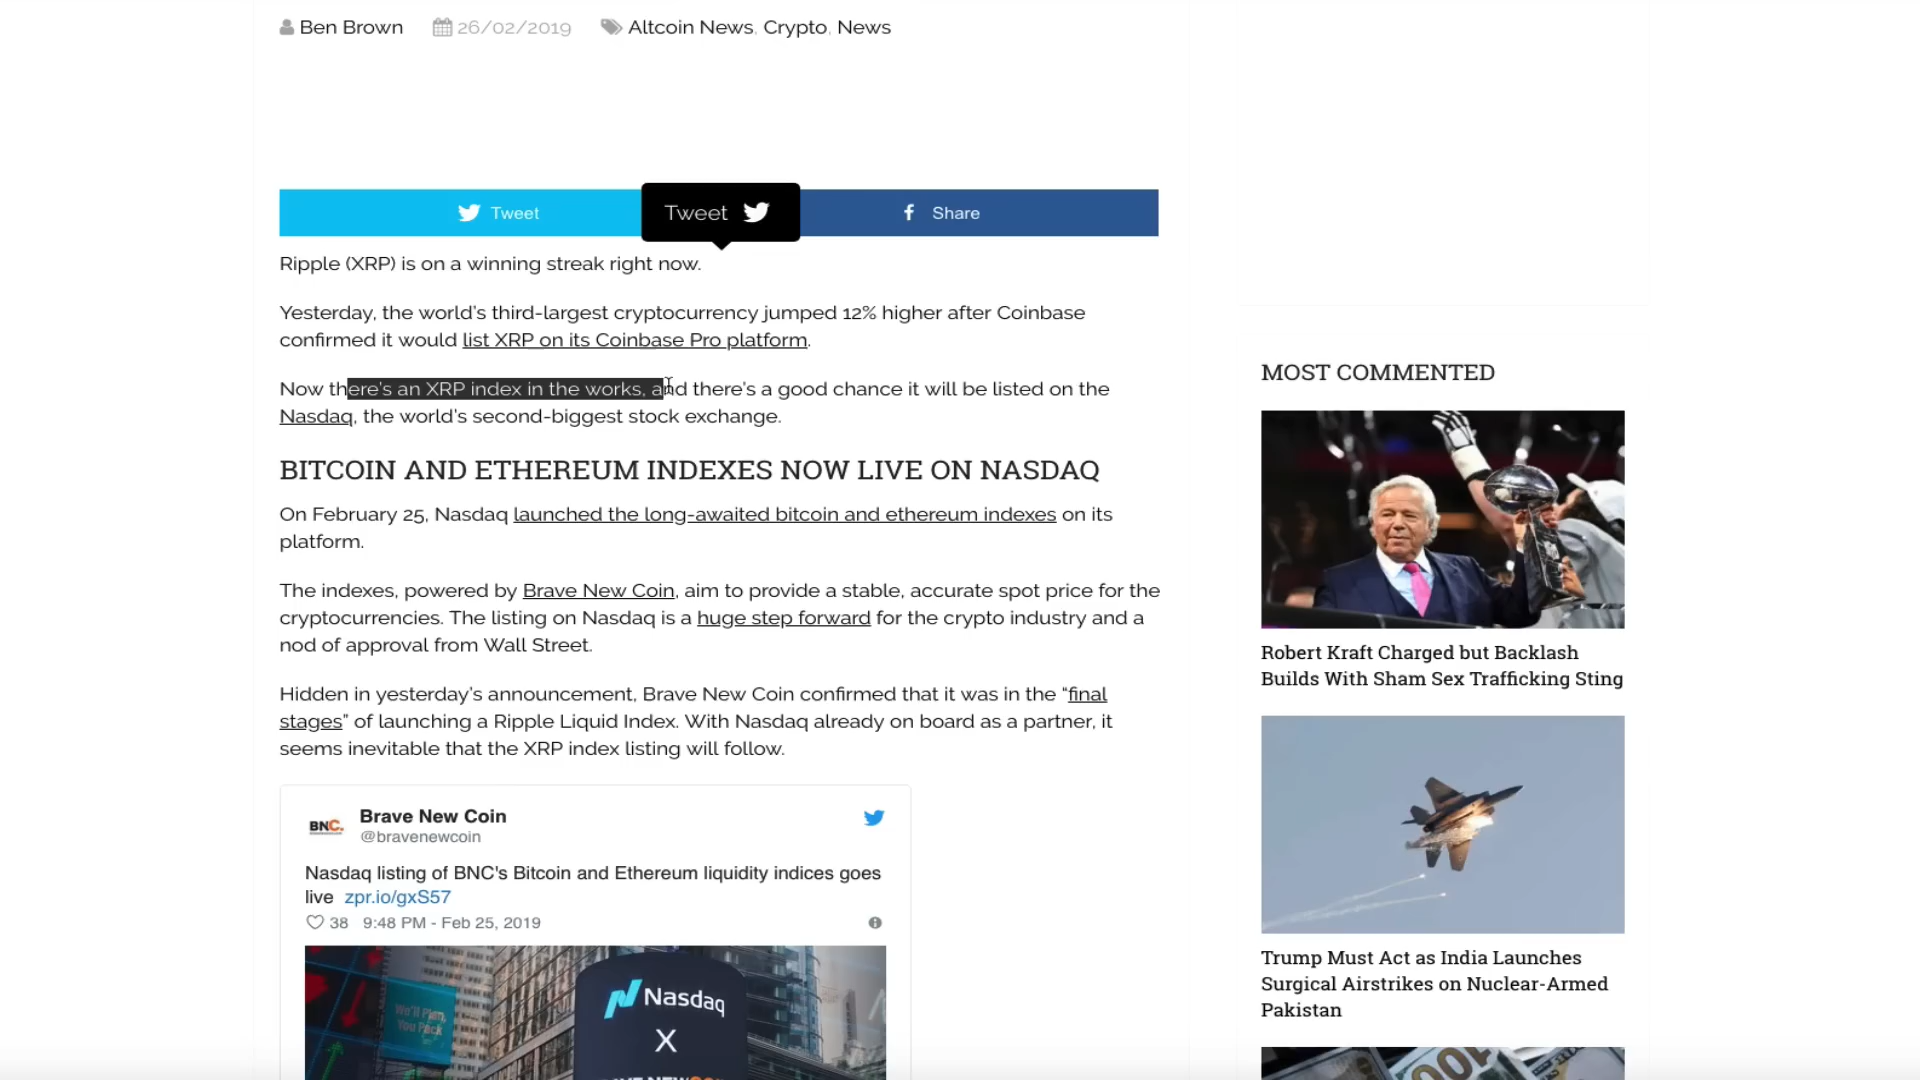 Ben Brown 26/02/2019 Altcoin News, Crypto, News
Tweet
Tweet
Share
Ripple (XRP) is on a winning streak right now.
Yesterday, the world's third-largest cryptocurrency jumped 12% higher after Coinbase
confirmed it would list XRP on its Coinbase Pro platform.
Now there's an XRP index in the works, and there's a good chance it will be listed on the
Nasdaq, the world's second-biggest stock exchange.
BITCOIN AND ETHEREUM INDEXES NOW LIVE ON NASDAQ
On February 25, Nasdaq launched the long-awaited bitcoin and ethereum indexes on its
platform.
The indexes, powered by Brave New Coin, aim to provide a stable, accurate spot price for the
cryptocurrencies. The listing on Nasdaq is a huge step forward for the crypto industry and a
nod of approval from Wall Street.
Hidden in yesterday's announcement, Brave New Coin confirmed that it was in the “final
stages” of launching a Ripple Liquid Index. With Nasdaq already on board as a partner, it
seems inevitable that the XRP index listing will follow.
BNC.
Brave New Coin
@bravenewcoin
Nasdaq listing of BNC's Bitcoin and Ethereum liquidity indices goes
live zpr.io/gxS57
38 9:48 PM - Feb 25, 2019
We'll Plan,
You Pack
Nasdaq
X
MOST COMMENTED
Robert Kraft Charged but Backlash
Builds With Sham Sex Trafficking Sting
Trump Must Act as India Launches
Surgical Airstrikes on Nuclear-Armed
Pakistan
100